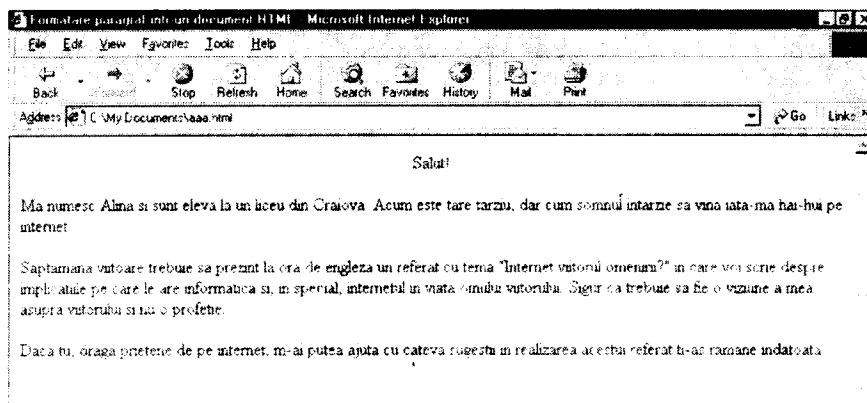 Formatare paragraf intr-un document HTML - Microsoft Internet Explorer
File Edit View Favorites Tools Help
Back Forward Stop Refresh Home Search Favorites History Mail Print
Address C:\My Documents\aaa.html Go Links »
Salut!
Ma numesc Alina si sunt eleva la un liceu din Craiova. Acum este tare tarziu, dar cum somnul intarzie sa vina iata-ma hai-hui pe
internet.
Saptamana viitoare trebuie sa prezint la ora de engleza un referat cu tema "Internet viitorul omenirii?" in care voi scrie despre
implicatiile pe care le are informatica si, in special, internetul in viata omului viitorului. Sigur ca trebuie sa fie o viziune a mea
asupra viitorului si nu o profetie.
Daca tu, draga prietene de pe internet, m-ai putea ajuta cu cateva sugestii in realizarea acestui referat ti-as ramane indatorata